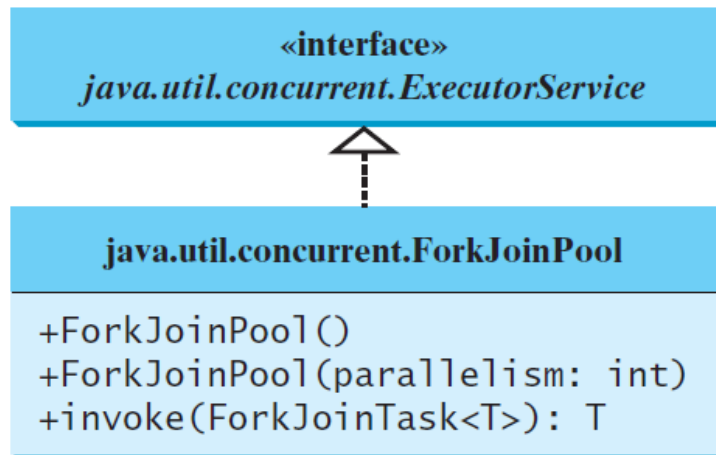 «interface»
java.util.concurrent.ExecutorService
java.util.concurrent.ForkJoinPool
+ForkJoinPool()
+ForkJoinPool(parallelism: int)
+invoke(ForkJoinTask<T>): T